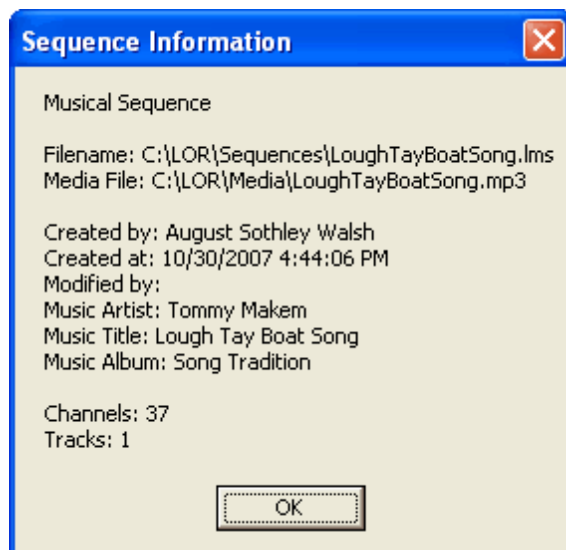 Sequence Information
Musical Sequence
Filename: C:\LOR\Sequences\LoughTayBoatSong.lms
Media File: C:\LOR\Media\LoughTayBoatSong.mp3
Created by: August Sothley Walsh
Created at: 10/30/2007 4:44:06 PM
Modified by:
Music Artist: Tommy Makem
Music Title: Lough Tay Boat Song
Music Album: Song Tradition
Channels: 37
Tracks: 1
OK